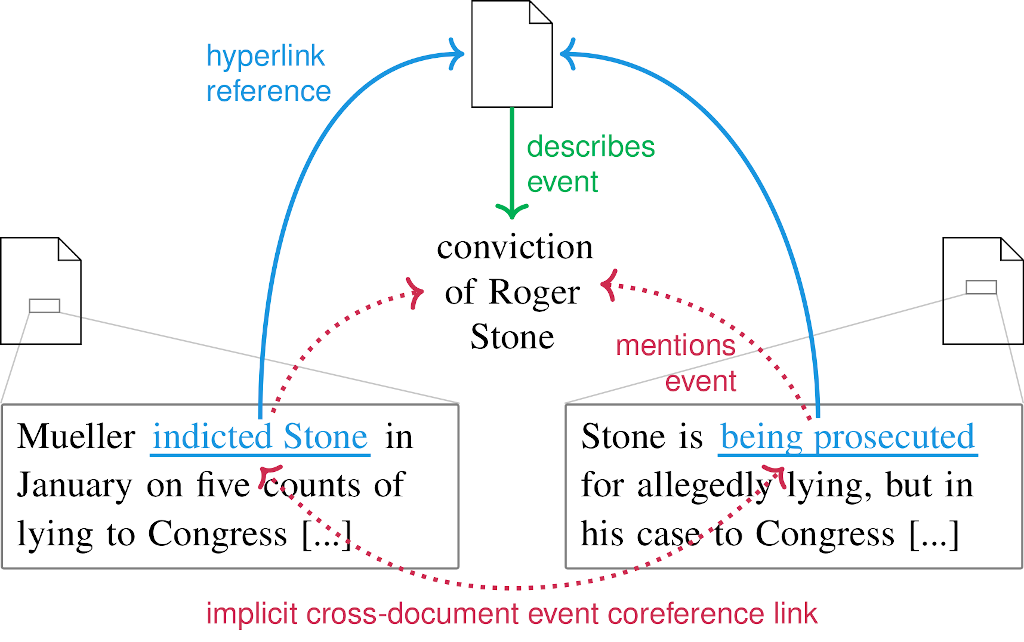 hyperlink
reference
describes
event
conviction
of Roger
Stone
mentions
event
Mueller indicted Stone in
January on five counts of
lying to Congress [...]
Stone is being prosecuted
for allegedly lying, but in
his case to Congress [...]
implicit cross-document event coreference link